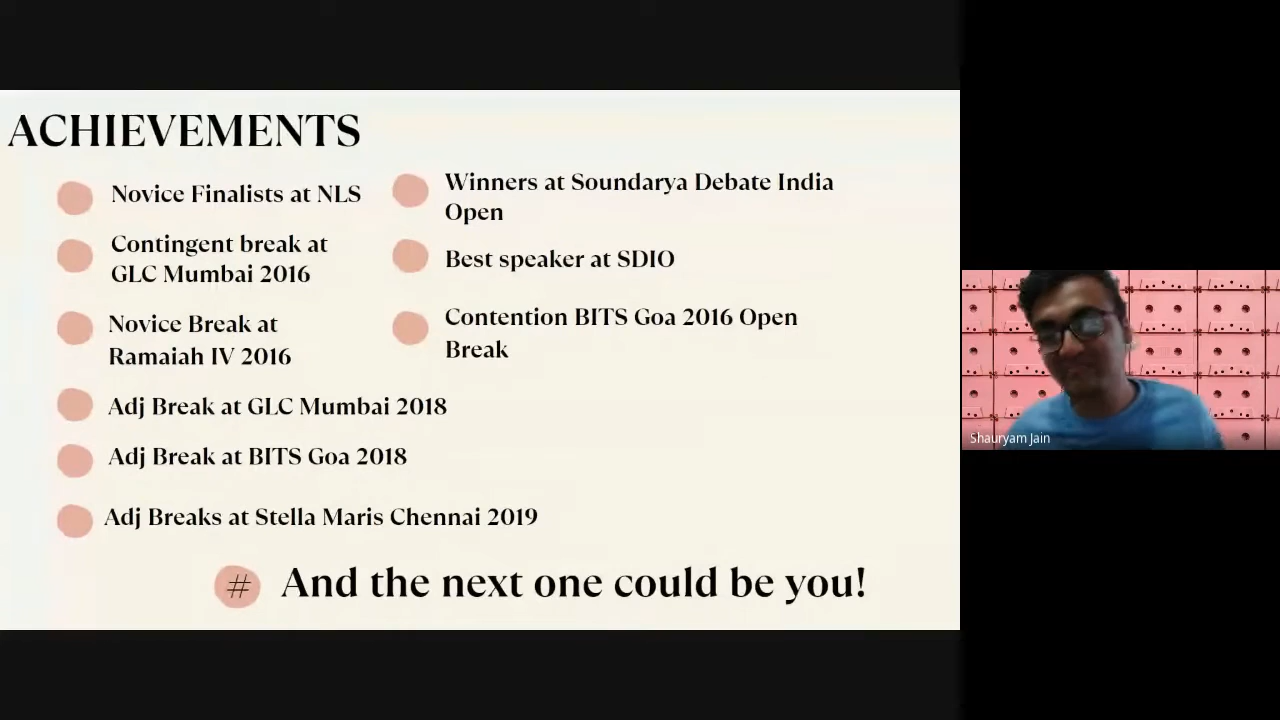 ACHIEVEMENTS
Novice Finalists at NLS
Contingent break at
GLC Mumbai 2016
Novice Break at
Ramaiah IV 2016
Adj Break at GLC Mumbai 2018
Adj Break at BITS Goa 2018
Adj Breaks at Stella Maris Chennai 2019
Winners at Soundarya Debate India
Open
Best speaker at SDIO
Contention BITS Goa 2016 Open
Break
# And the next one could be you!
Shauryam Jain